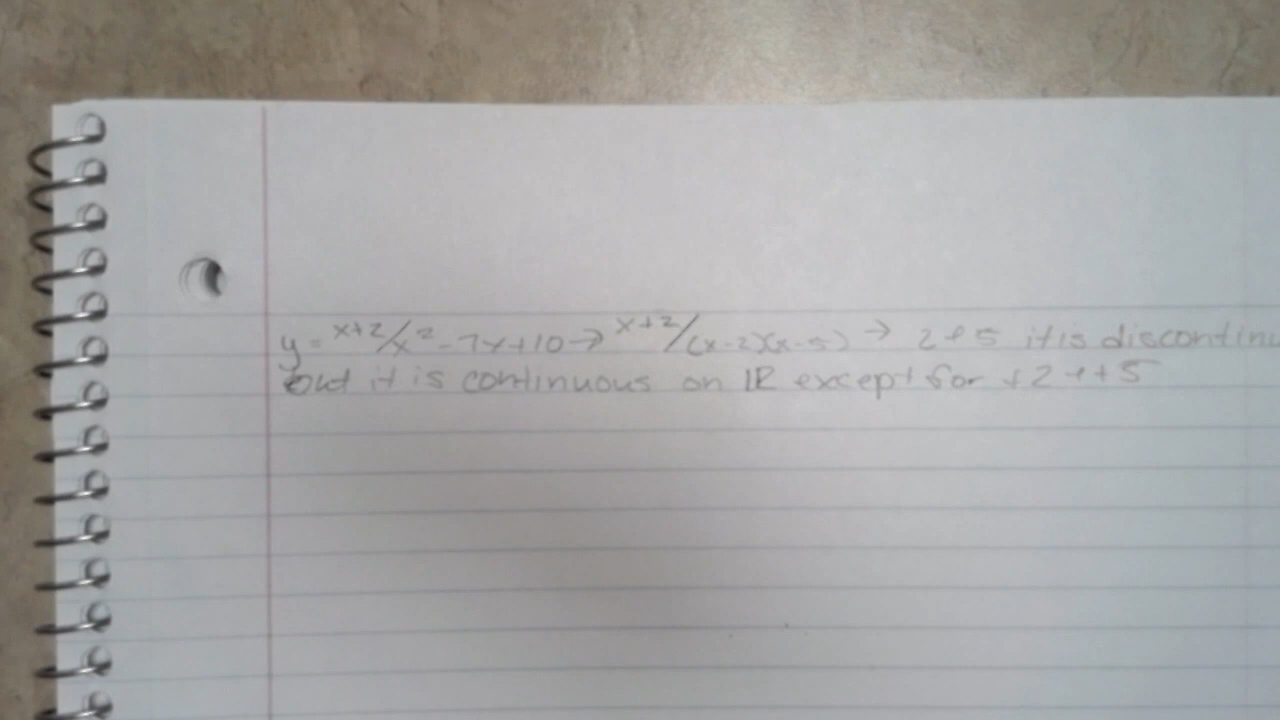 y = x+2/x²-7x+10 → x+2/(x-2)(x-5) → 2 + 5 it is discontinu
but it is continuous on ℝ except for +2 + +5